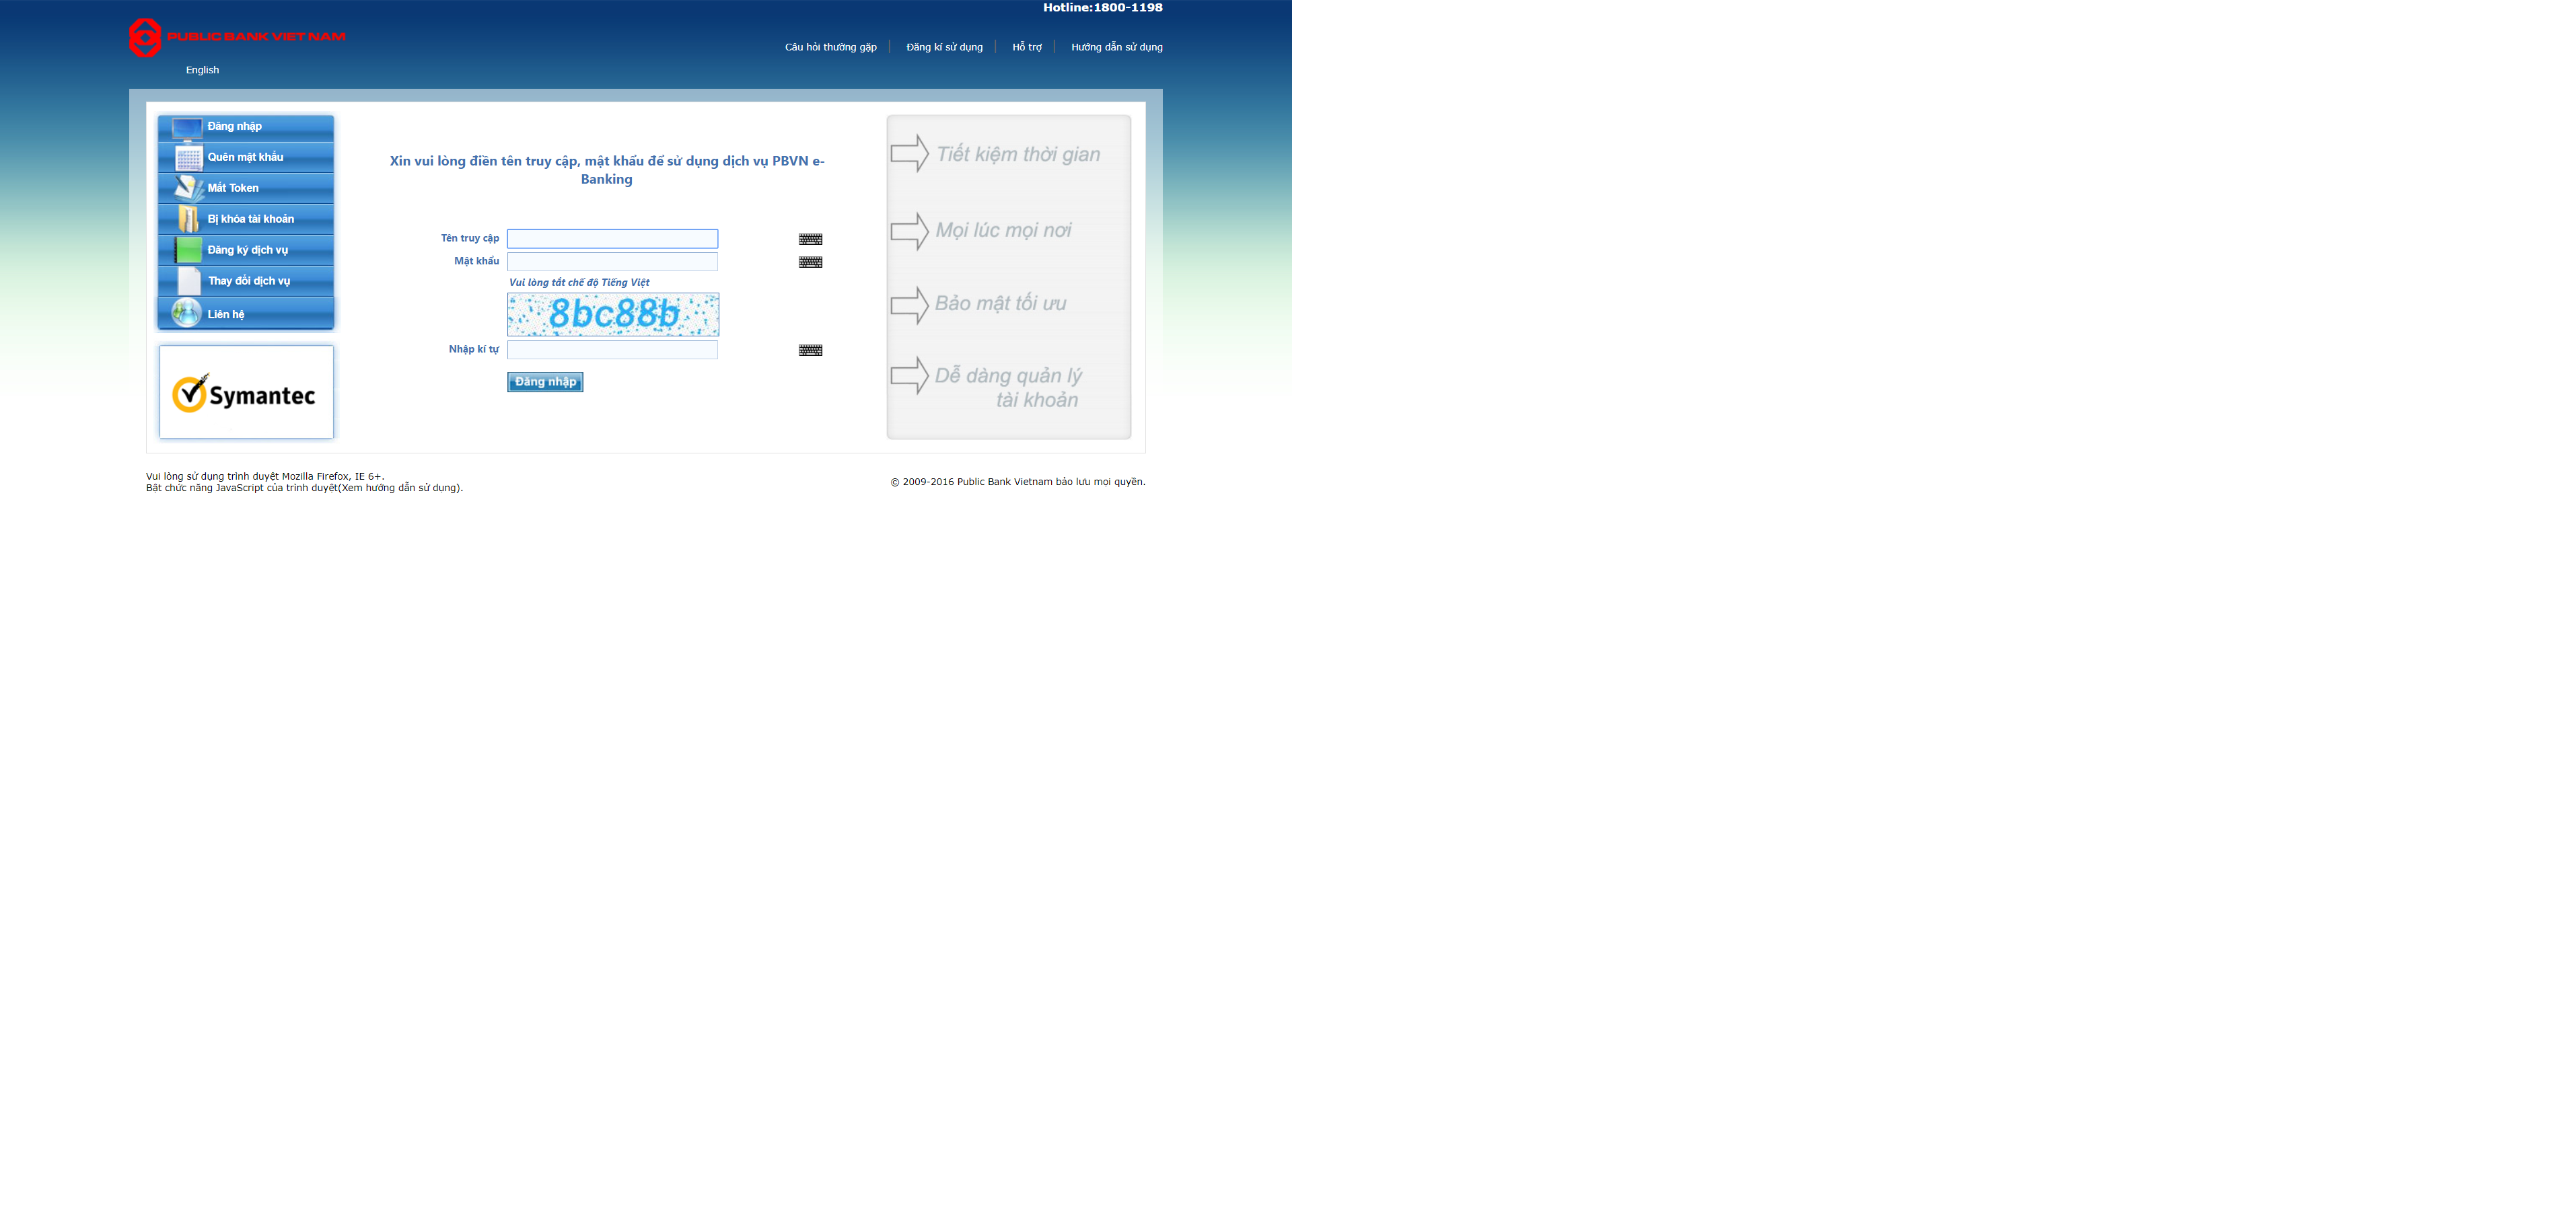 Hotline:1800-1198
PUBLIC BANK VIET NAM
Câu hỏi thường gặp
Đăng kí sử dụng
Hỗ trợ
Hướng dẫn sử dụng
English
Đăng nhập
Quên mật khẩu
Mất Token
Bị khóa tài khoản
Đăng ký dịch vụ
Thay đổi dịch vụ
Liên hệ
Symantec
Xin vui lòng điền tên truy cập, mật khẩu để sử dụng dịch vụ PBVN e-
Banking
Tên truy cập
Mật khẩu
Vui lòng tắt chế độ Tiếng Việt
8bc88b
Nhập kí tự
Đăng nhập
Tiết kiệm thời gian
Mọi lúc mọi nơi
Bảo mật tối ưu
Dễ dàng quản lý
tài khoản
Vui lòng sử dụng trình duyệt Mozilla Firefox, IE 6+.
Bật chức năng JavaScript của trình duyệt(Xem hướng dẫn sử dụng).
© 2009-2016 Public Bank Vietnam bảo lưu mọi quyền.